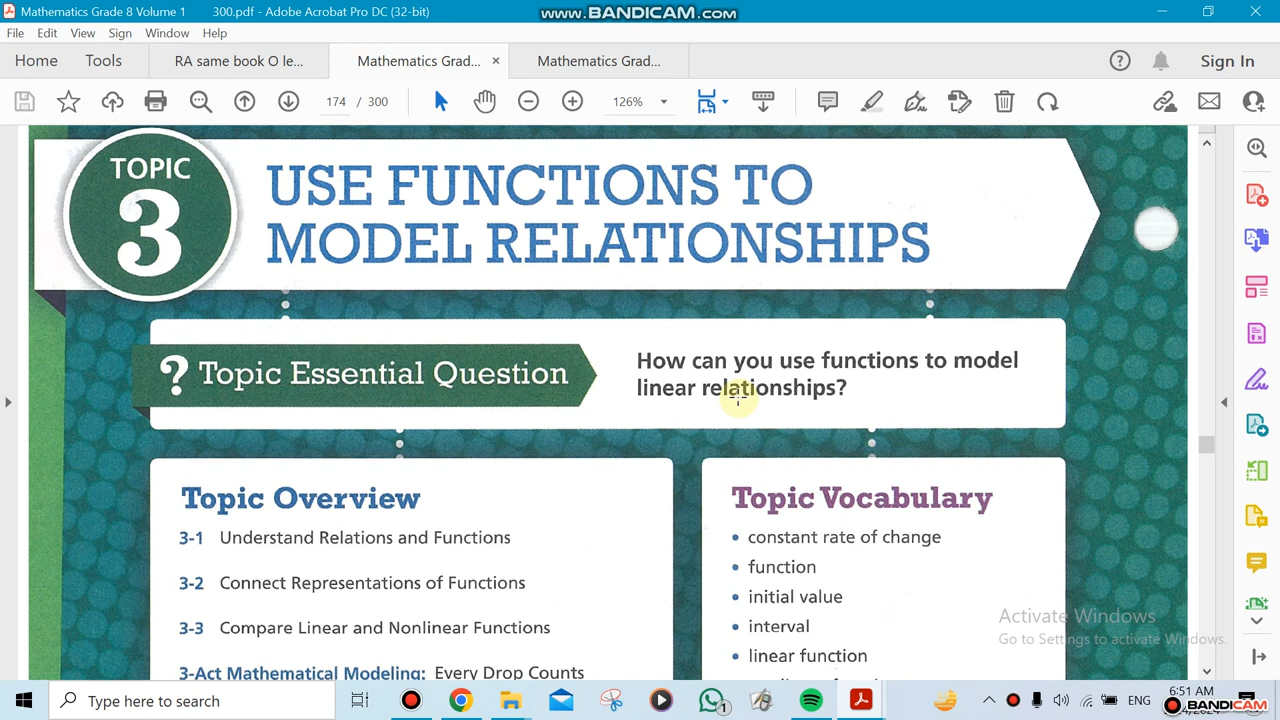 Mathematics Grade 8 Volume 1 300.pdf - Adobe Acrobat Pro DC (32-bit)
www.BANDICAM.com
File Edit View Sign Window Help
Home Tools RA same book O le... Mathematics Grad... × Mathematics Grad... Sign In
174 / 300 126%
TOPIC
3
USE FUNCTIONS TO
MODEL RELATIONSHIPS
? Topic Essential Question
How can you use functions to model
linear relationships?
Topic Overview
3-1 Understand Relations and Functions
3-2 Connect Representations of Functions
3-3 Compare Linear and Nonlinear Functions
3-Act Mathematical Modeling: Every Drop Counts
Topic Vocabulary
• constant rate of change
• function
• initial value
• interval
• linear function
Activate Windows
Go to Settings to activate Windows.
Type here to search
1
ENG
6:51 AM
BANDICAM